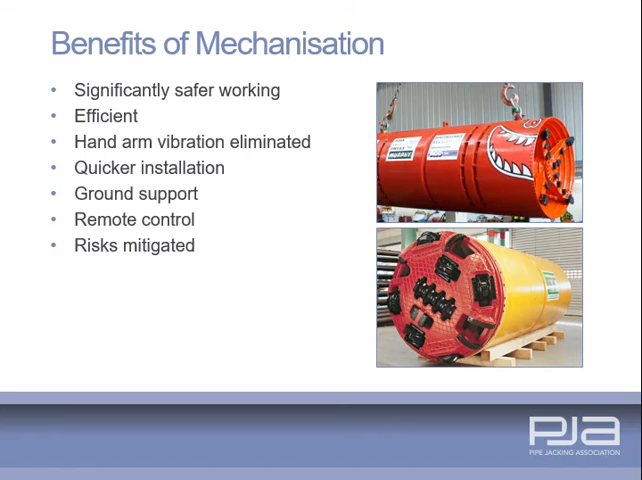 Benefits of Mechanisation
• Significantly safer working
• Efficient
• Hand arm vibration eliminated
• Quicker installation
• Ground support
• Remote control
• Risks mitigated
PJA
PIPE JACKING ASSOCIATION